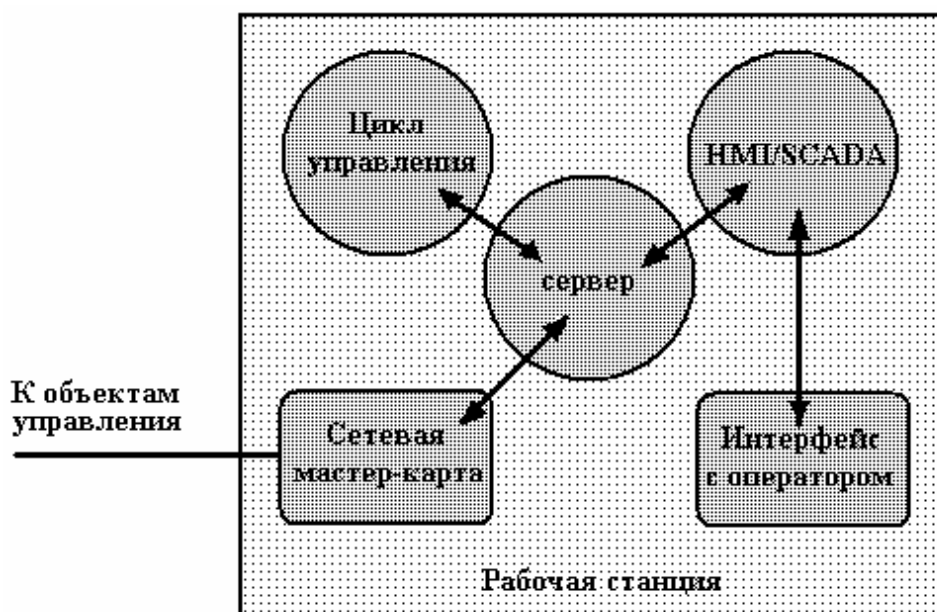 Цикл
управления
HMI/SCADA
сервер
К объектам
управления
Сетевая
мастер-карта
Интерфейс
с оператором
Рабочая станция